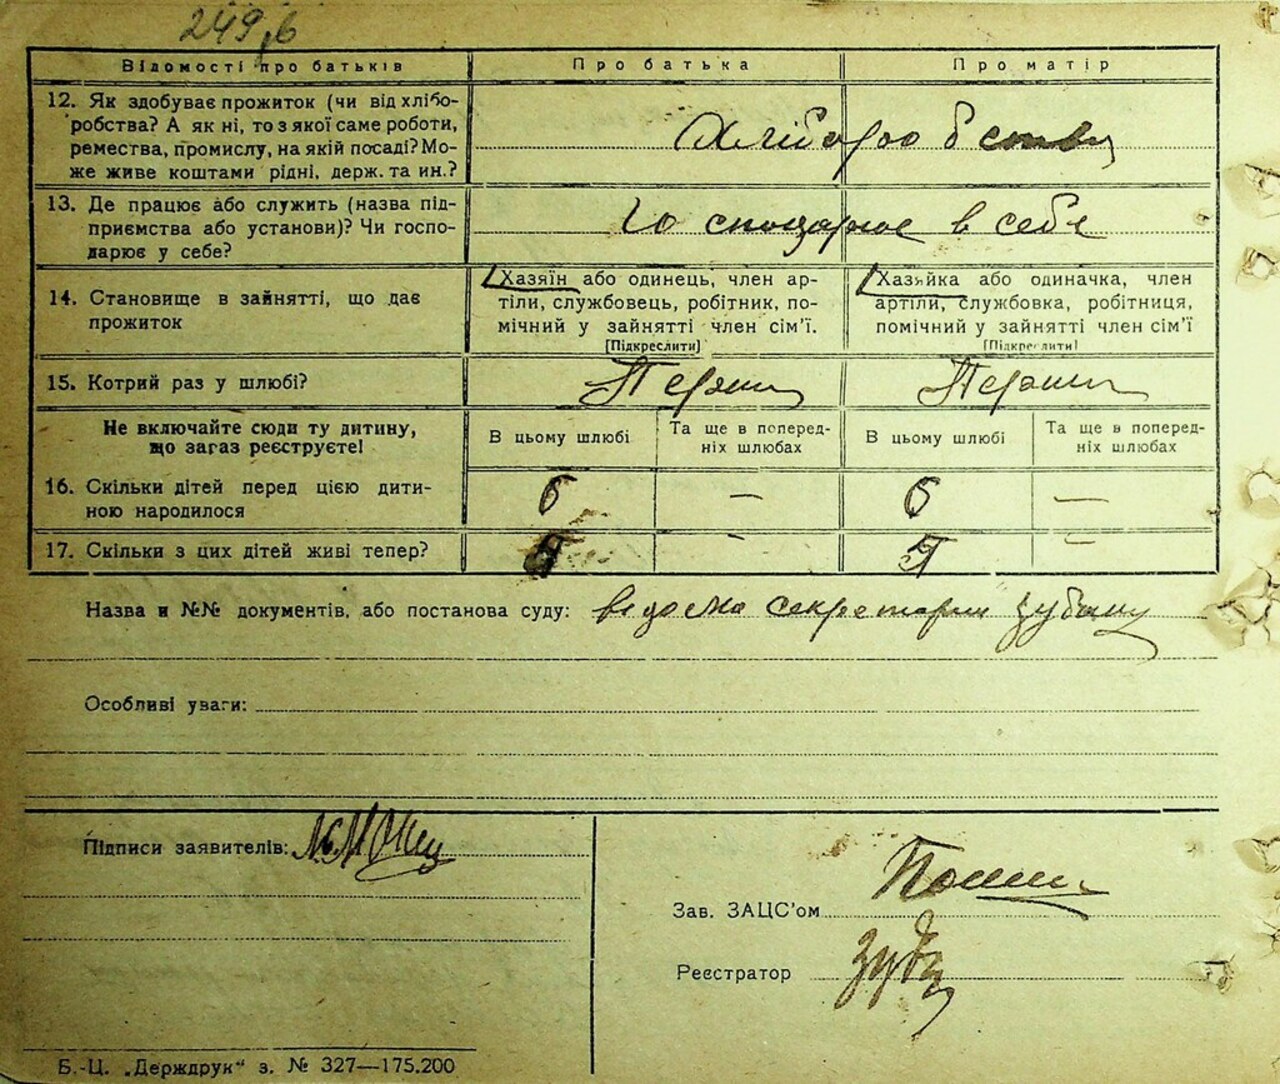 249
Відомості про батьків Про батька Про матір
12. Як здобуває прожиток (чи від хлібо-
робства? А як ні, то з якої саме роботи,
ремества, промислу, на якій посаді? Мо-
же живе коштами рідні, держ. та ин.?
Хліборобство
13. Де працює або служить (назва під-
приємства або установи)? Чи госпо-
дарює у себе?
в себе
14. Становище в зайнятті, що дає
прожиток
Хазяїн або одинець, член ар-
тіли, службовець, робітник, по-
мічний у зайнятті член сім’ї.
[Підкреслити]
Хазяйка або одиначка, член
артіли, службовка, робітниця,
помічний у зайнятті член сім’ї
[Підкреслити]
15. Котрий раз у шлюбі?
Перший Перший
Не включайте сюди ту дитину,
що загаз реєструєте!
В цьому шлюбі
Та ще в поперед-
ніх шлюбах
В цьому шлюбі
Та ще в поперед-
ніх шлюбах
16. Скільки дітей перед цією дити-
ною народилося
6 — 6 —
17. Скільки з цих дітей живі тепер?
- -
Назва и №№ документів, або постанова суду: секретаря
Особливі уваги:
Підписи заявителів:
Зав. ЗАЦС’ом
Реєстратор
Б.-Ц. „Держдрук“ з. № 327—175.200